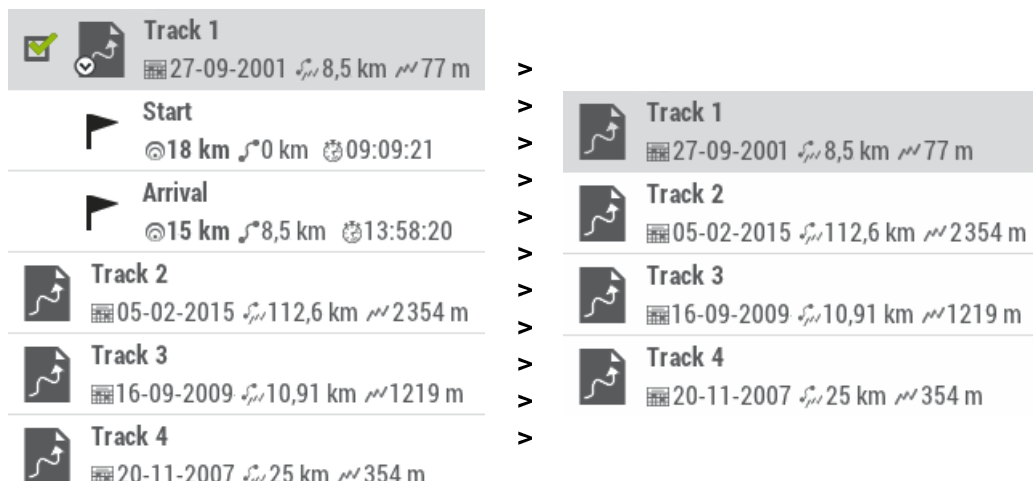 Track 1
27-09-2001 8,5 km 77 m
Start
18 km 0 km 09:09:21
Arrival
15 km 8,5 km 13:58:20
Track 2
05-02-2015 112,6 km 2354 m
Track 3
16-09-2009 10,91 km 1219 m
Track 4
20-11-2007 25 km 354 m
>
>
>
>
>
>
>
>
>
>
>
Track 1
27-09-2001 8,5 km 77 m
Track 2
05-02-2015 112,6 km 2354 m
Track 3
16-09-2009 10,91 km 1219 m
Track 4
20-11-2007 25 km 354 m